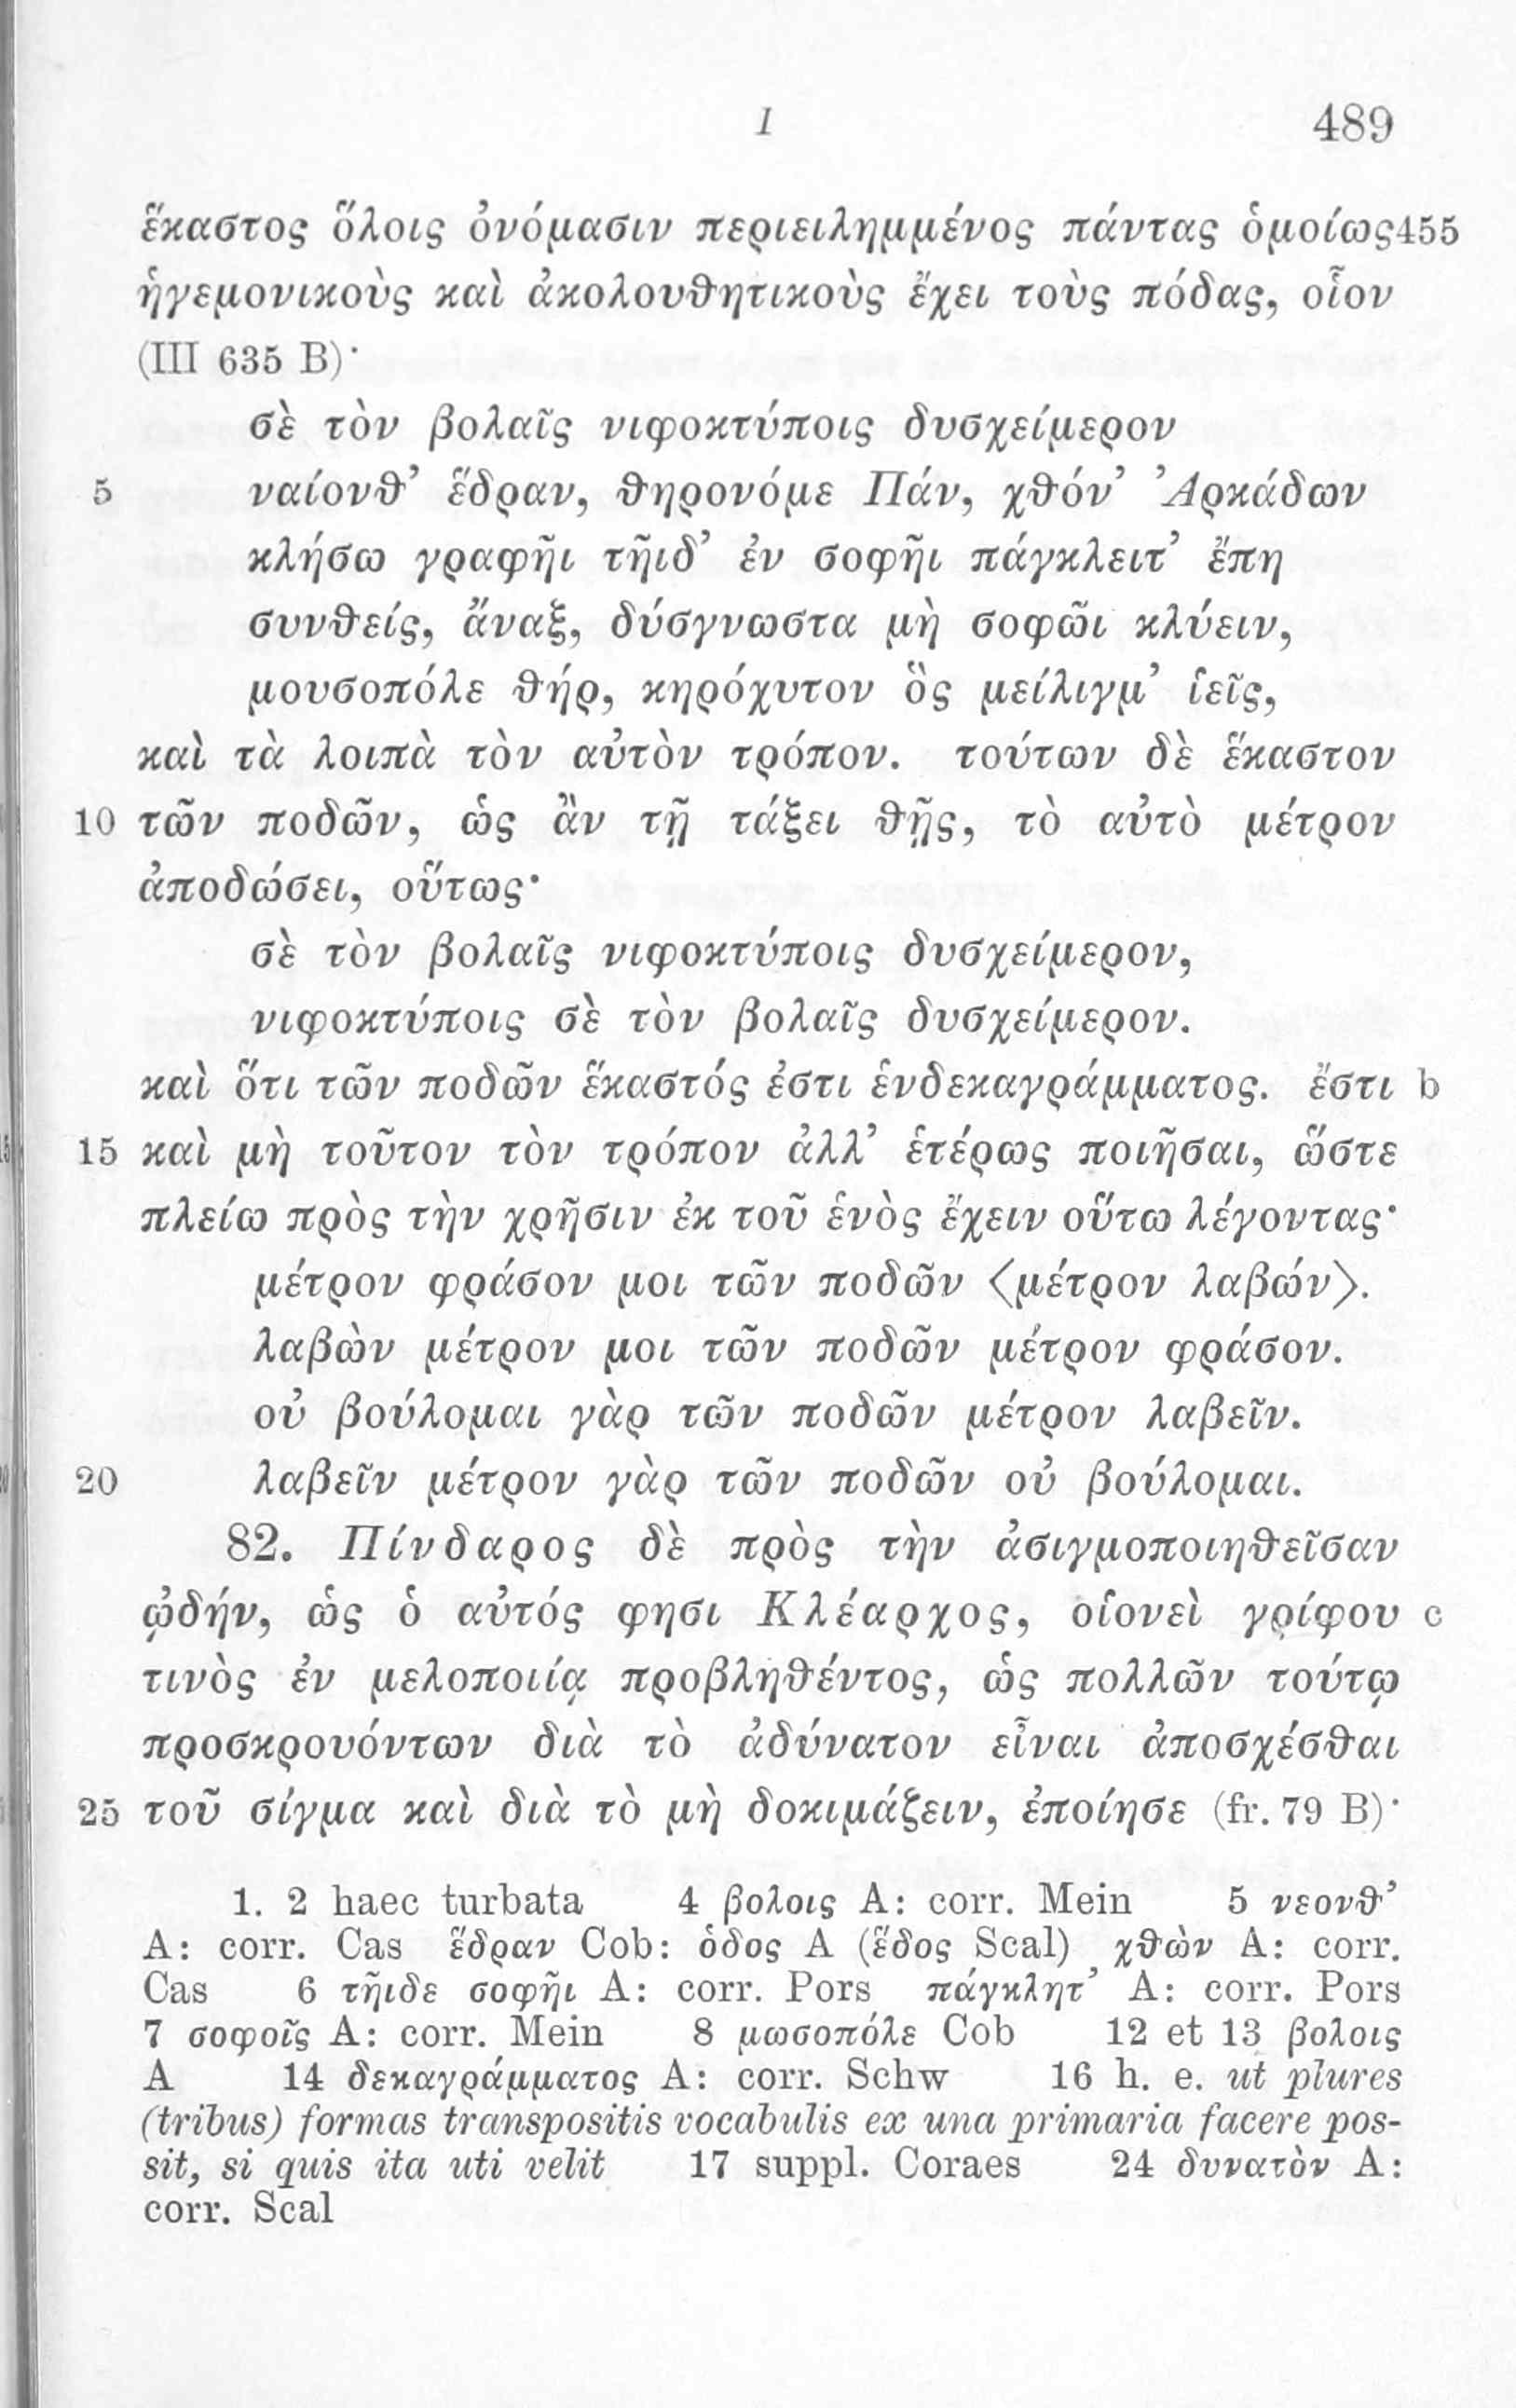 I 489
ἕκαστος ὅλοις ὀνόμασιν περιειλημμένος πάντας ὁμοίως 455
ἡγεμονικοὺς καὶ ἀκολουθητικοὺς ἔχει τοὺς πόδας, οἷον
(III 635 B)·
σὲ τὸν βολαῖς νιφοκτύποις δυσχείμερον
5 ναίονθ’ ἕδραν, θηρονόμε Πάν, χθόν’ Ἀρκάδων
κλήσω γραφῆι τῆιδ’ ἐν σοφῆι πάγκλειτ’ ἔπη
συνθείς, ἄναξ, δύσγνωστα μὴ σοφῶι κλύειν,
μουσοπόλε θήρ, κηρόχυτον ὃς μείλιγμ’ ἱεῖς,
καὶ τὰ λοιπὰ τὸν αὐτὸν τρόπον. τούτων δὲ ἕκαστον
10 τῶν ποδῶν, ὡς ἂν τῇ τάξει θῇς, τὸ αὐτὸ μέτρον
ἀποδώσει, οὕτως·
σὲ τὸν βολαῖς νιφοκτύποις δυσχείμερον,
νιφοκτύποις σὲ τὸν βολαῖς δυσχείμερον.
καὶ ὅτι τῶν ποδῶν ἕκαστός ἐστι ἑνδεκαγράμματος. ἔστι b
15 καὶ μὴ τοῦτον τὸν τρόπον ἀλλ’ ἑτέρως ποιῆσαι, ὥστε
πλείω πρὸς τὴν χρῆσιν ἐκ τοῦ ἑνὸς ἔχειν οὕτω λέγοντας·
μέτρον φράσον μοι τῶν ποδῶν <μέτρον λαβών>.
λαβὼν μέτρον μοι τῶν ποδῶν μέτρον φράσον.
οὐ βούλομαι γὰρ τῶν ποδῶν μέτρον λαβεῖν.
20 λαβεῖν μέτρον γὰρ τῶν ποδῶν οὐ βούλομαι.
82. Πίνδαρος δὲ πρὸς τὴν ἀσιγμοποιηθεῖσαν
ᾠδήν, ὡς ὁ αὐτός φησι Κλέαρχος, οἱονεὶ γρίφου c
τινὸς ἐν μελοποιίᾳ προβληθέντος, ὡς πολλῶν τούτῳ
προσκρουόντων διὰ τὸ ἀδύνατον εἶναι ἀποσχέσθαι
25 τοῦ σίγμα καὶ διὰ τὸ μὴ δοκιμάζειν, ἐποίησε (fr. 79 B)·
1. 2 haec turbata 4 βολοις A: corr. Mein 5 νεονθ’
A: corr. Cas ἕδραν Cob: ὁδος A (ἕδος Scal) χθὼν A: corr.
Cas 6 τῆιδε σοφῆι A: corr. Pors πάγκλητ’ A: corr. Pors
7 σοφοῖς A: corr. Mein 8 μωσοπόλε Cob 12 et 13 βολοις
A 14 δεκαγράμματος A: corr. Schw 16 h. e. ut plures
(tribus) formas transpositis vocabulis ex una primaria facere pos-
sit, si quis ita uti velit 17 suppl. Coraes 24 δυνατὸν A:
corr. Scal